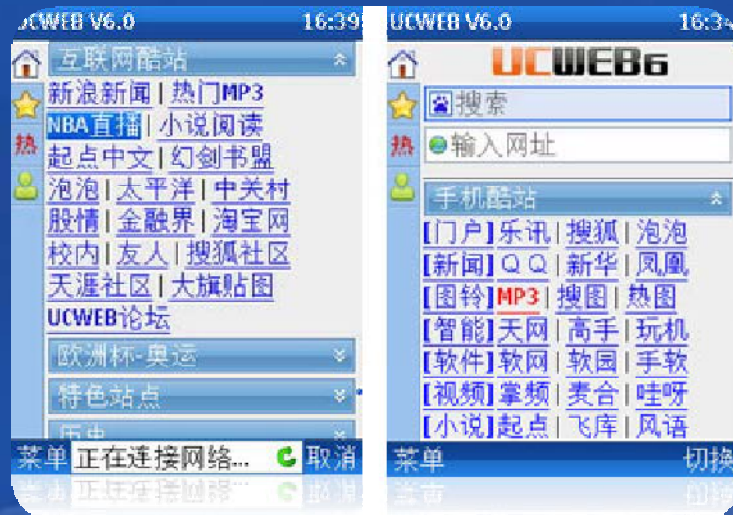 UCWEB V6.0 16:39
互联网酷站
新浪新闻 | 热门MP3
NBA直播 | 小说阅读
热
起点中文 | 幻剑书盟
泡泡 | 太平洋 | 中关村
股情 | 金融界 | 淘宝网
校内 | 友人 | 搜狐社区
天涯社区 | 大旗贴图
UCWEB论坛
欧洲杯-奥运
特色站点
历史
菜单 正在连接网络... 取消
UCWEB V6.0 16:34
UCWEB6
搜索
热
输入网址
手机酷站
[门户]乐讯 | 搜狐 | 泡泡
[新闻]QQ | 新华 | 凤凰
[图铃]MP3 | 搜图 | 热图
[智能]天网 | 高手 | 玩机
[软件]软网 | 软园 | 手软
[视频]掌频 | 麦合 | 哇呀
[小说]起点 | 飞库 | 风语
菜单 切换